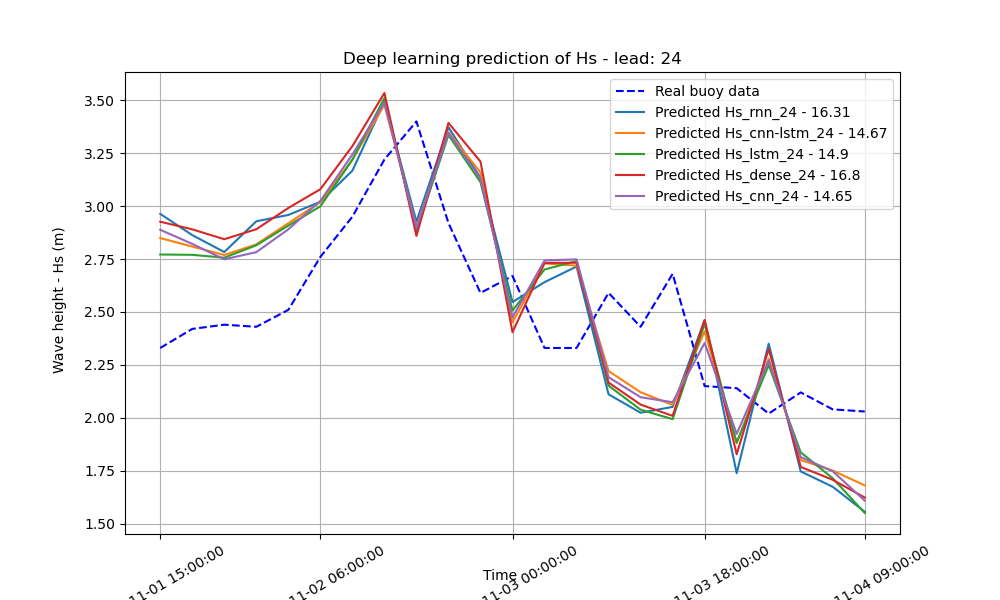 Deep learning prediction of Hs - lead: 24
Wave height - Hs (m)
3.50
3.25
3.00
2.75
2.50
2.25
2.00
1.75
1.50
Real buoy data
Predicted Hs_rnn_24 - 16.31
Predicted Hs_cnn-lstm_24 - 14.67
Predicted Hs_lstm_24 - 14.9
Predicted Hs_dense_24 - 16.8
Predicted Hs_cnn_24 - 14.65
11-01 15:00:00
11-02 06:00:00
11-03 00:00:00
11-03 18:00:00
11-04 09:00:00
Time